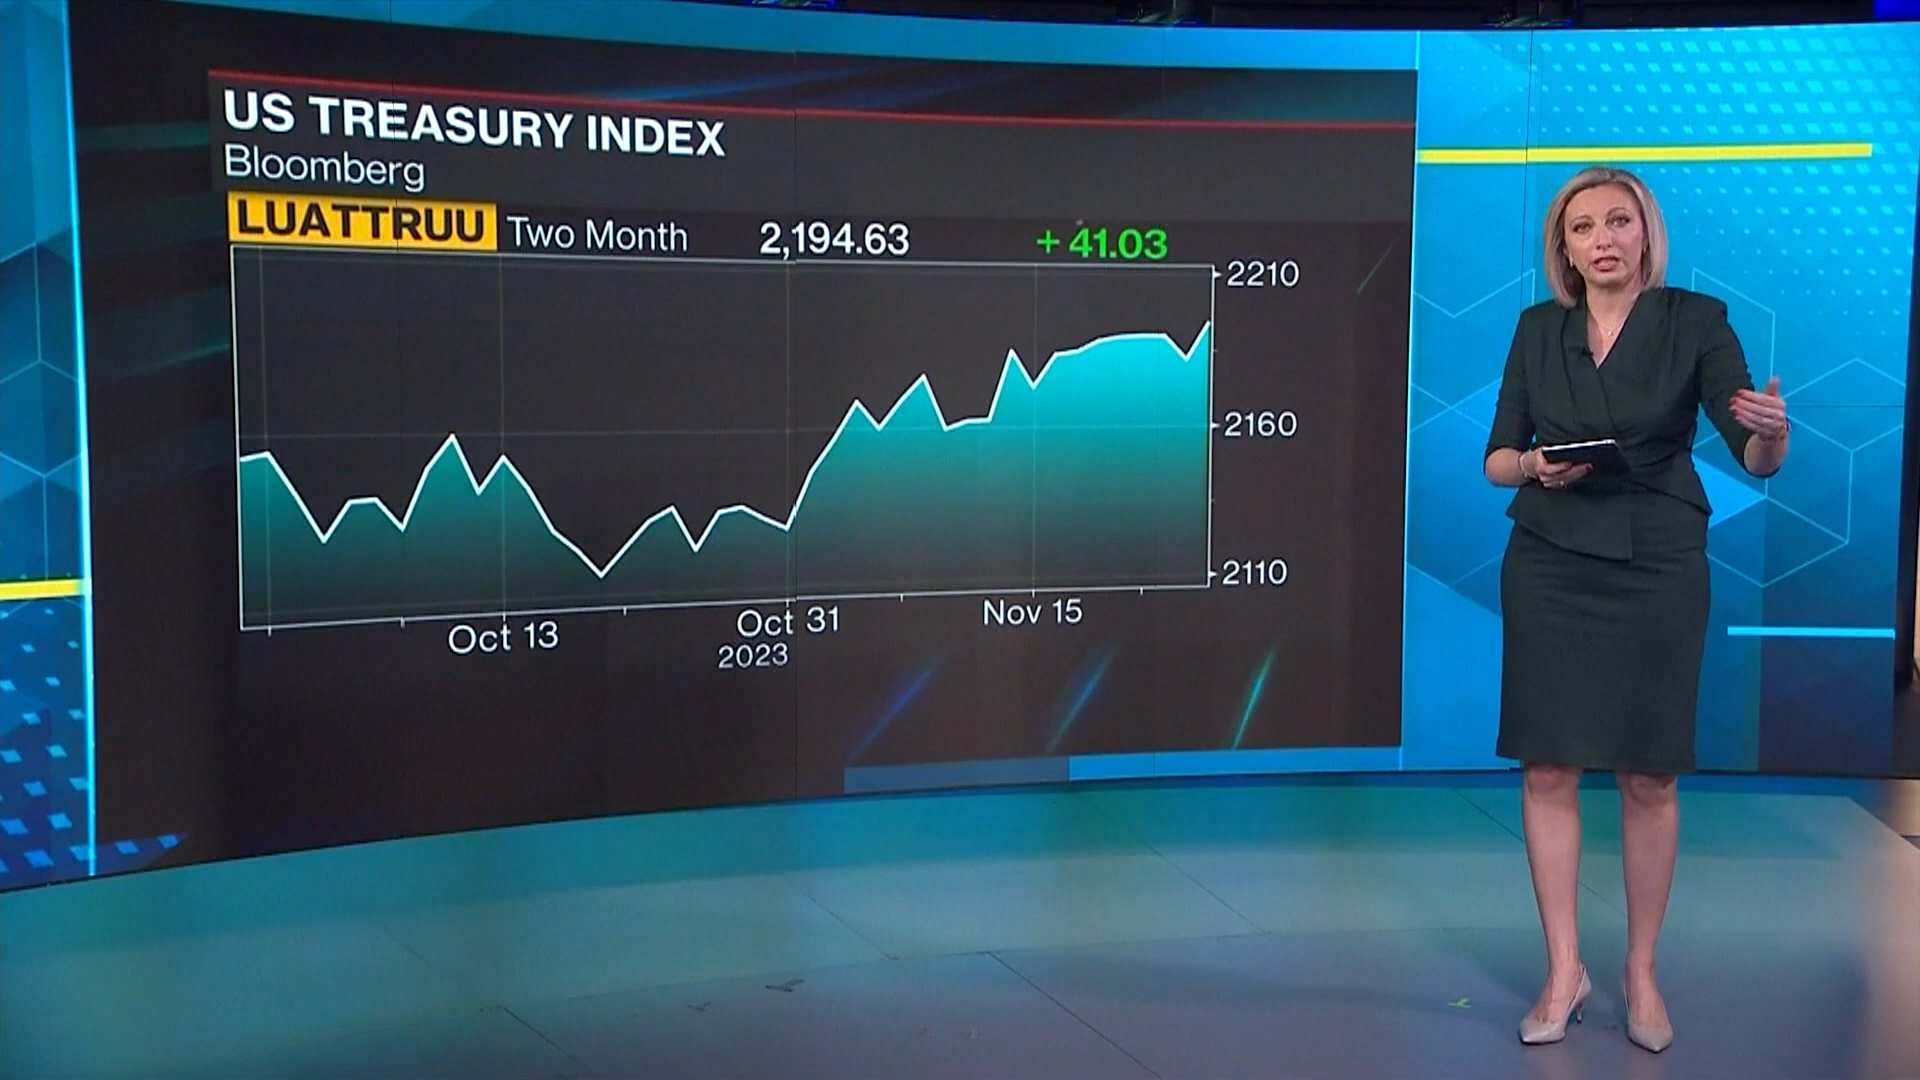 US TREASURY INDEX
Bloomberg
LUATTRUU Two Month 2,194.63 + 41.03
2210
2160
2110
Oct 13 Oct 31 Nov 15
2023